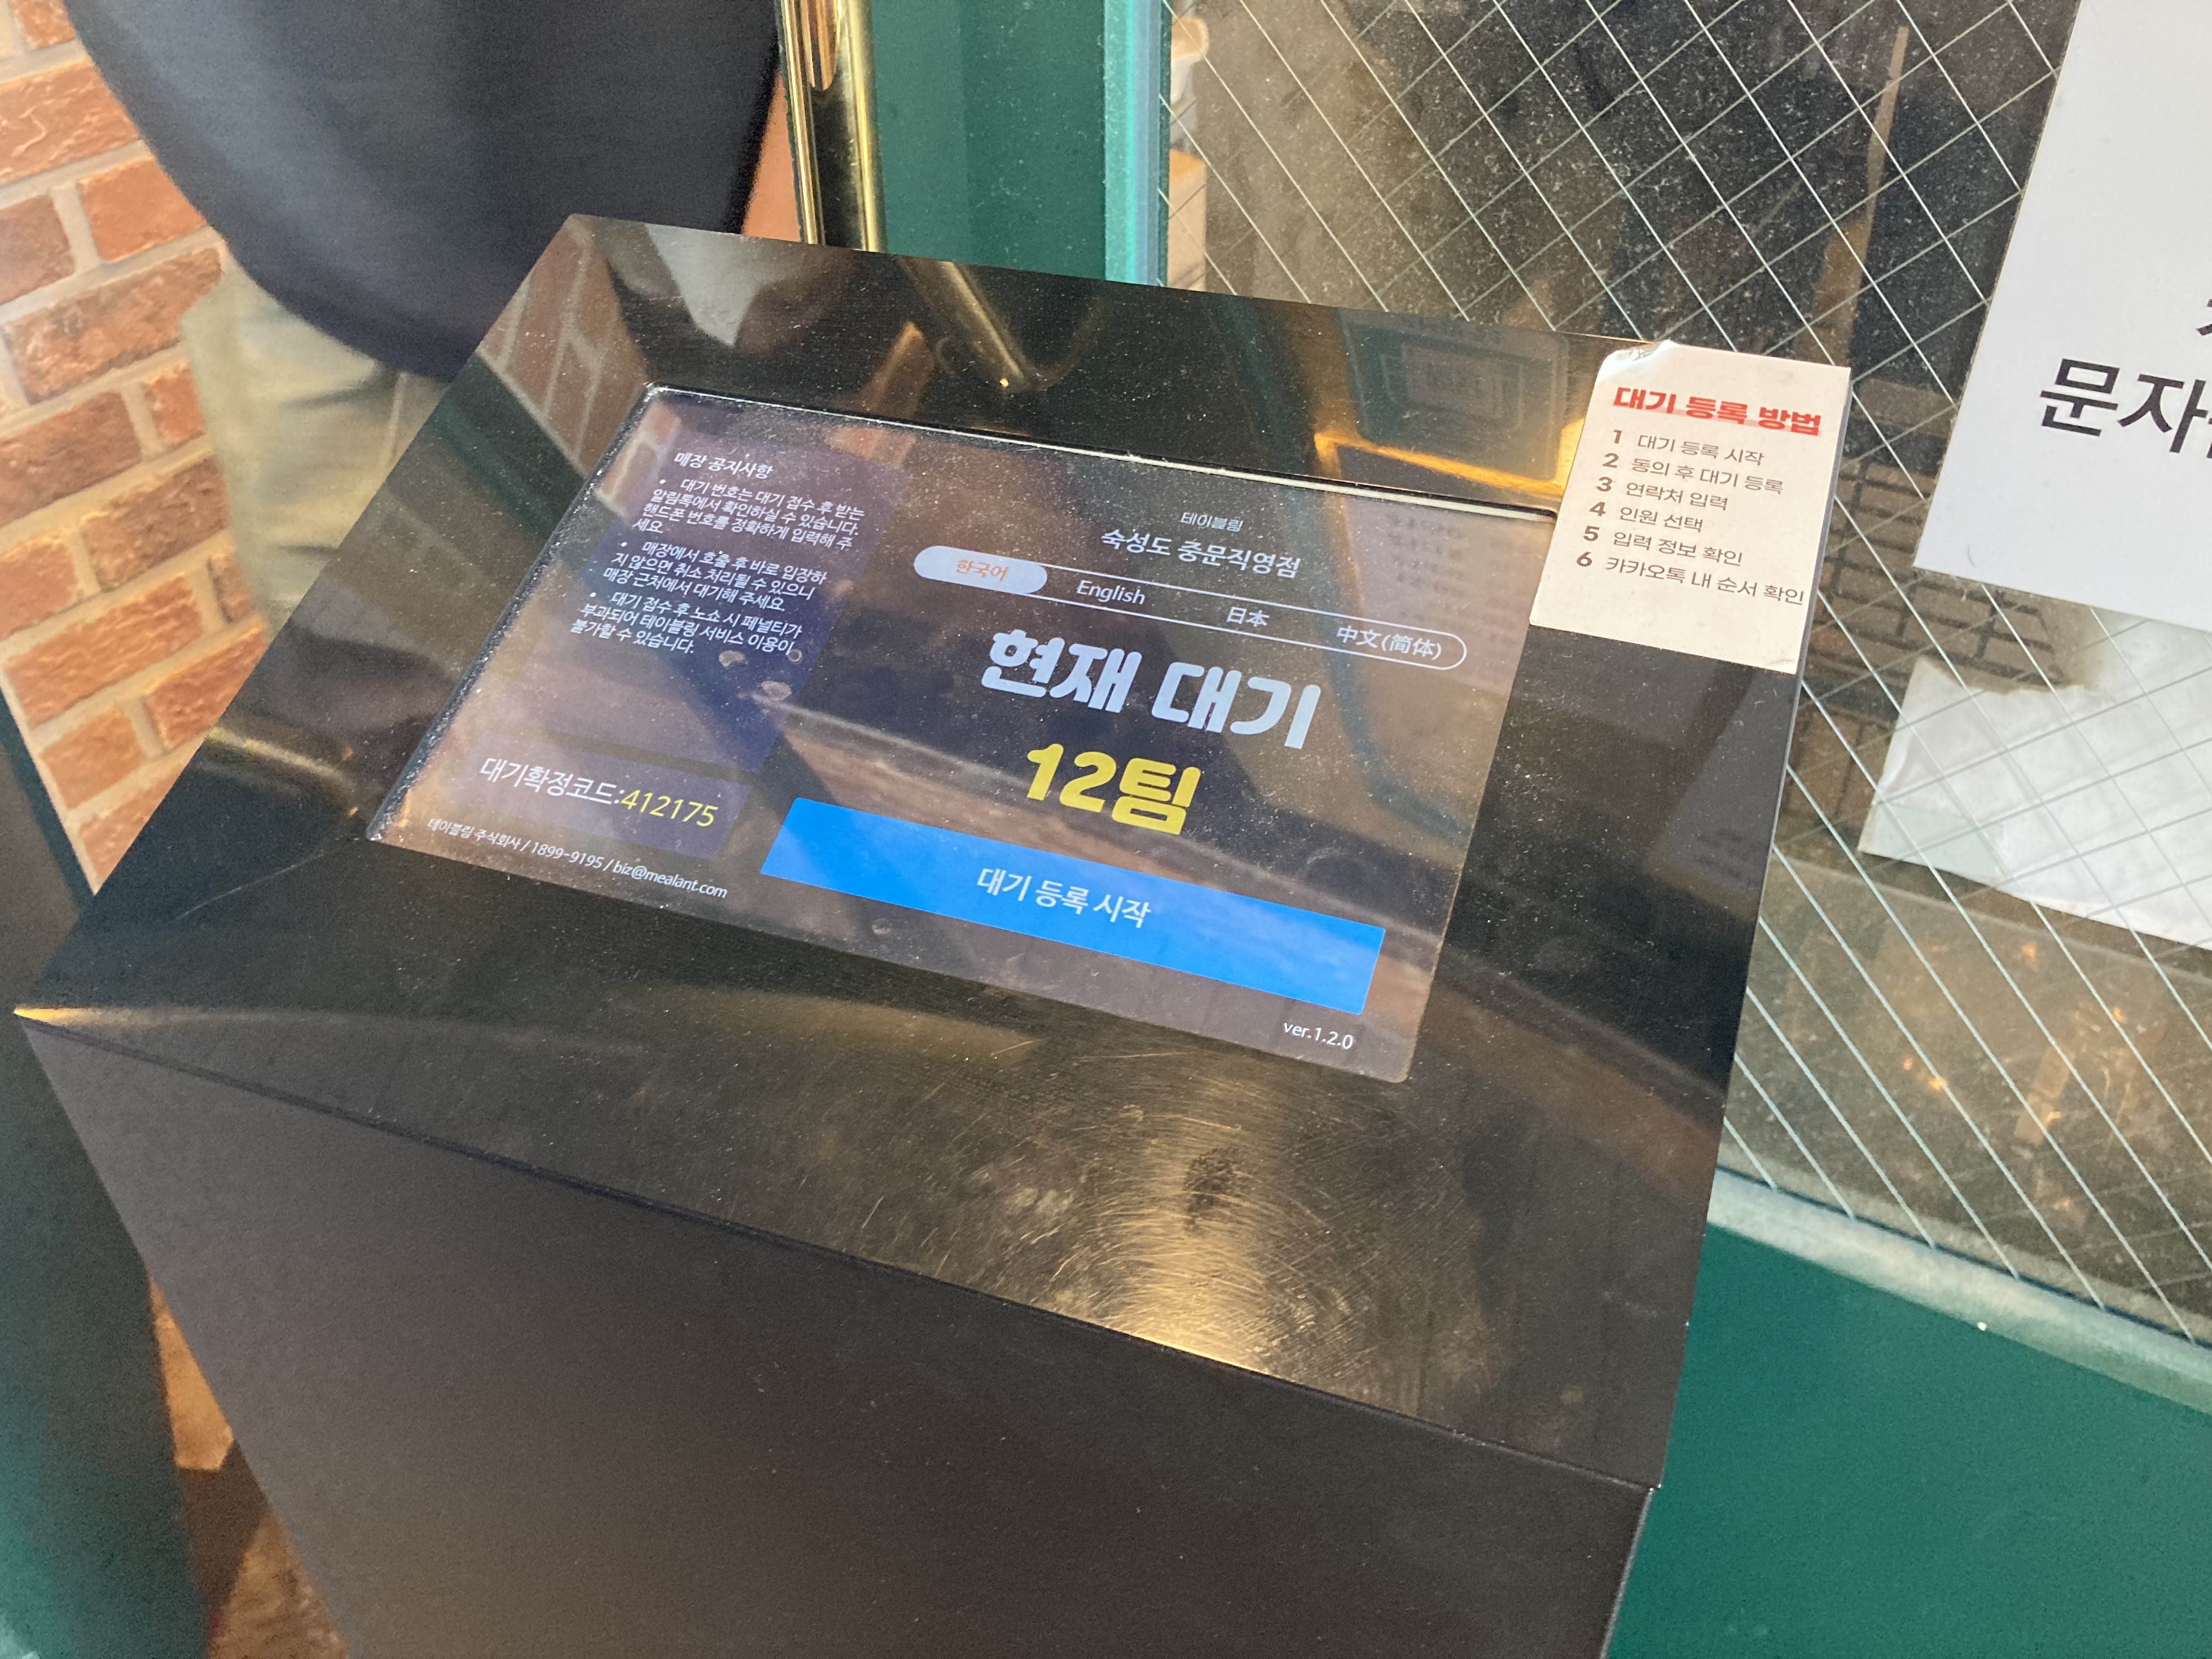 매장 공지사항
• 대기 번호는 대기 접수 후 받는
알림톡에서 확인하실 수 있습니다.
핸드폰 번호를 정확하게 입력해 주
세요.
• 매장에서 호출 후 바로 입장하
지 않으면 취소 처리될 수 있으니
매장 근처에서 대기해 주세요.
• 대기 접수 후 노쇼 시 페널티가
부과되어 테이블링 서비스 이용이
불가할 수 있습니다.
대기확정코드:412175
테이블링 주식회사 / 1899-9195 / biz@mealant.com
테이블링
숙성도 중문직영점
한국어 English 日本 中文(简体)
현재 대기
12팀
대기 등록 시작
ver.1.2.0
대기 등록 방법
1 대기 등록 시작
2 동의 후 대기 등록
3 연락처 입력
4 인원 선택
5 입력 정보 확인
6 카카오톡 내 순서 확인
문자